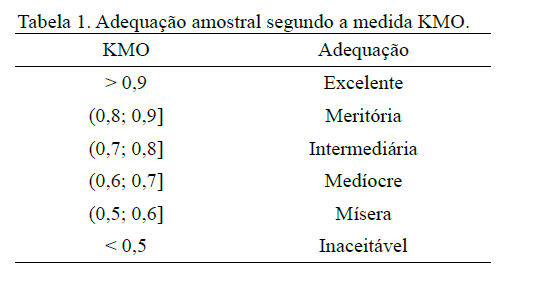 Tabela 1. Adequação amostral segundo a medida KMO.
KMO Adequação
> 0,9 Excelente
(0,8; 0,9] Meritória
(0,7; 0,8] Intermediária
(0,6; 0,7] Medíocre
(0,5; 0,6] Mísera
< 0,5 Inaceitável